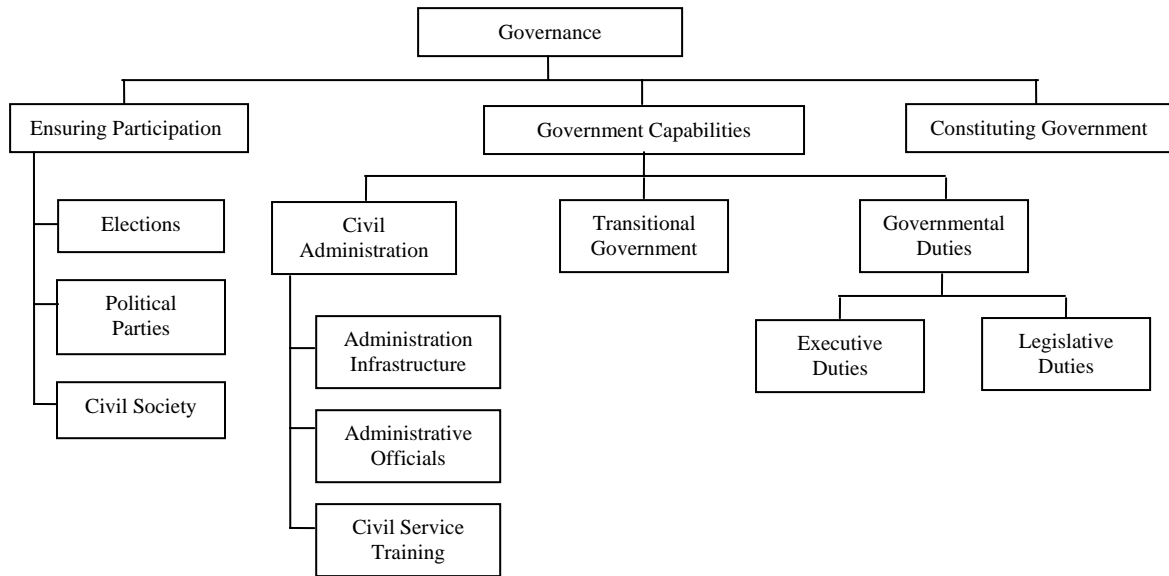 Governance
Ensuring Participation
Government Capabilities
Constituting Government
Elections
Political
Parties
Civil Society
Civil
Administration
Transitional
Government
Governmental
Duties
Administration
Infrastructure
Administrative
Officials
Civil Service
Training
Executive
Duties
Legislative
Duties